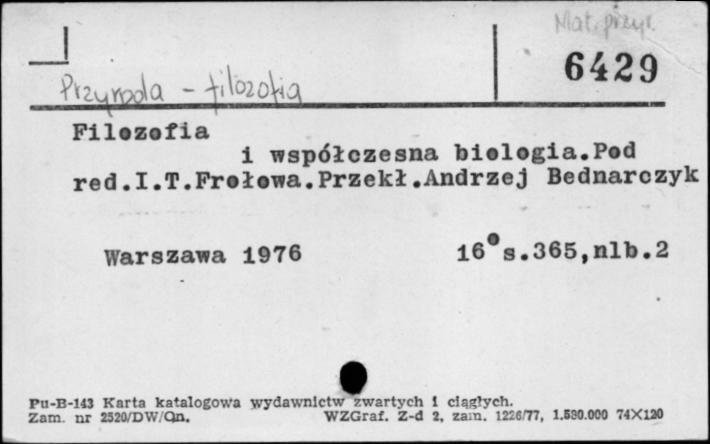 Mat. przyr.
6429
Przyroda - filozofia
Filozofia
i współczesna biologia.Pod
red.I.T.Frołowa.Przekł.Andrzej Bednarczyk
Warszawa 1976 16° s.365,nlb.2
Pu-B-143 Karta katalogowa wydawnictw zwartych i ciągłych.
Zam. nr 2520/DW/Qn. WZGraf. Z-d 2, zam. 1226/77, 1.580.000 74X120